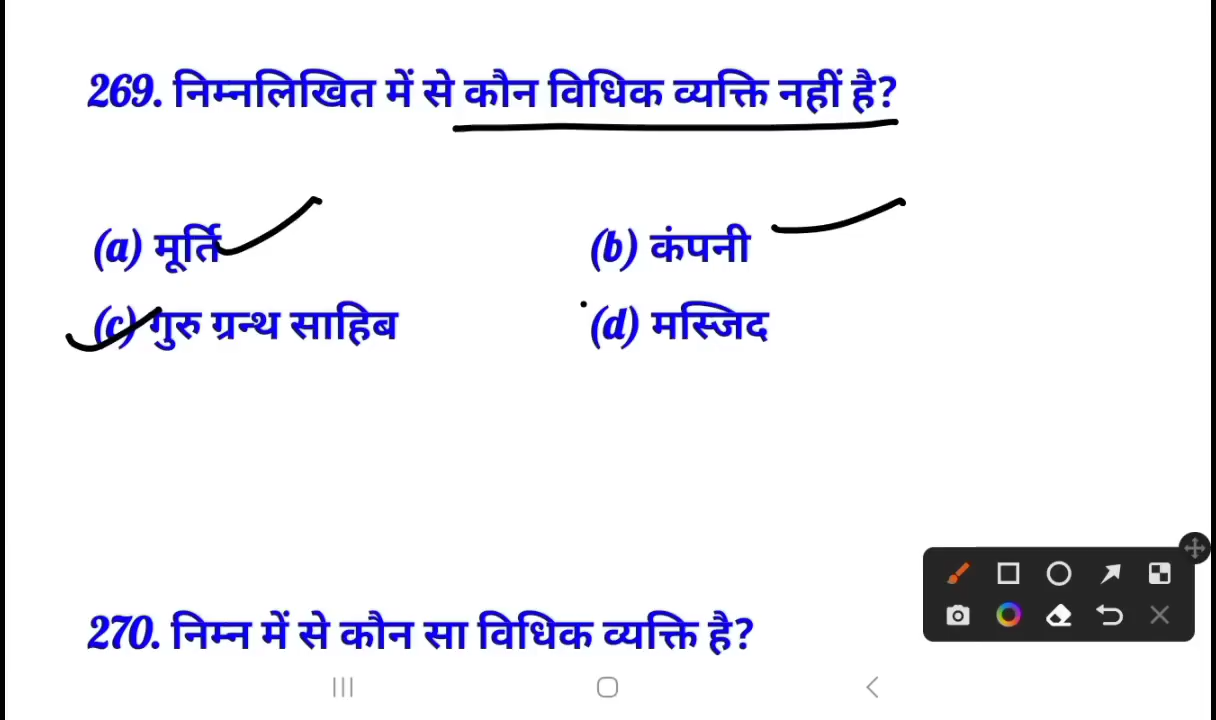 269. निम्नलिखित में से कौन विधिक व्यक्ति नहीं है?
(a) मूर्ति (b) कंपनी
(c) गुरु ग्रन्थ साहिब (d) मस्जिद
270. निम्न में से कौन सा विधिक व्यक्ति है?